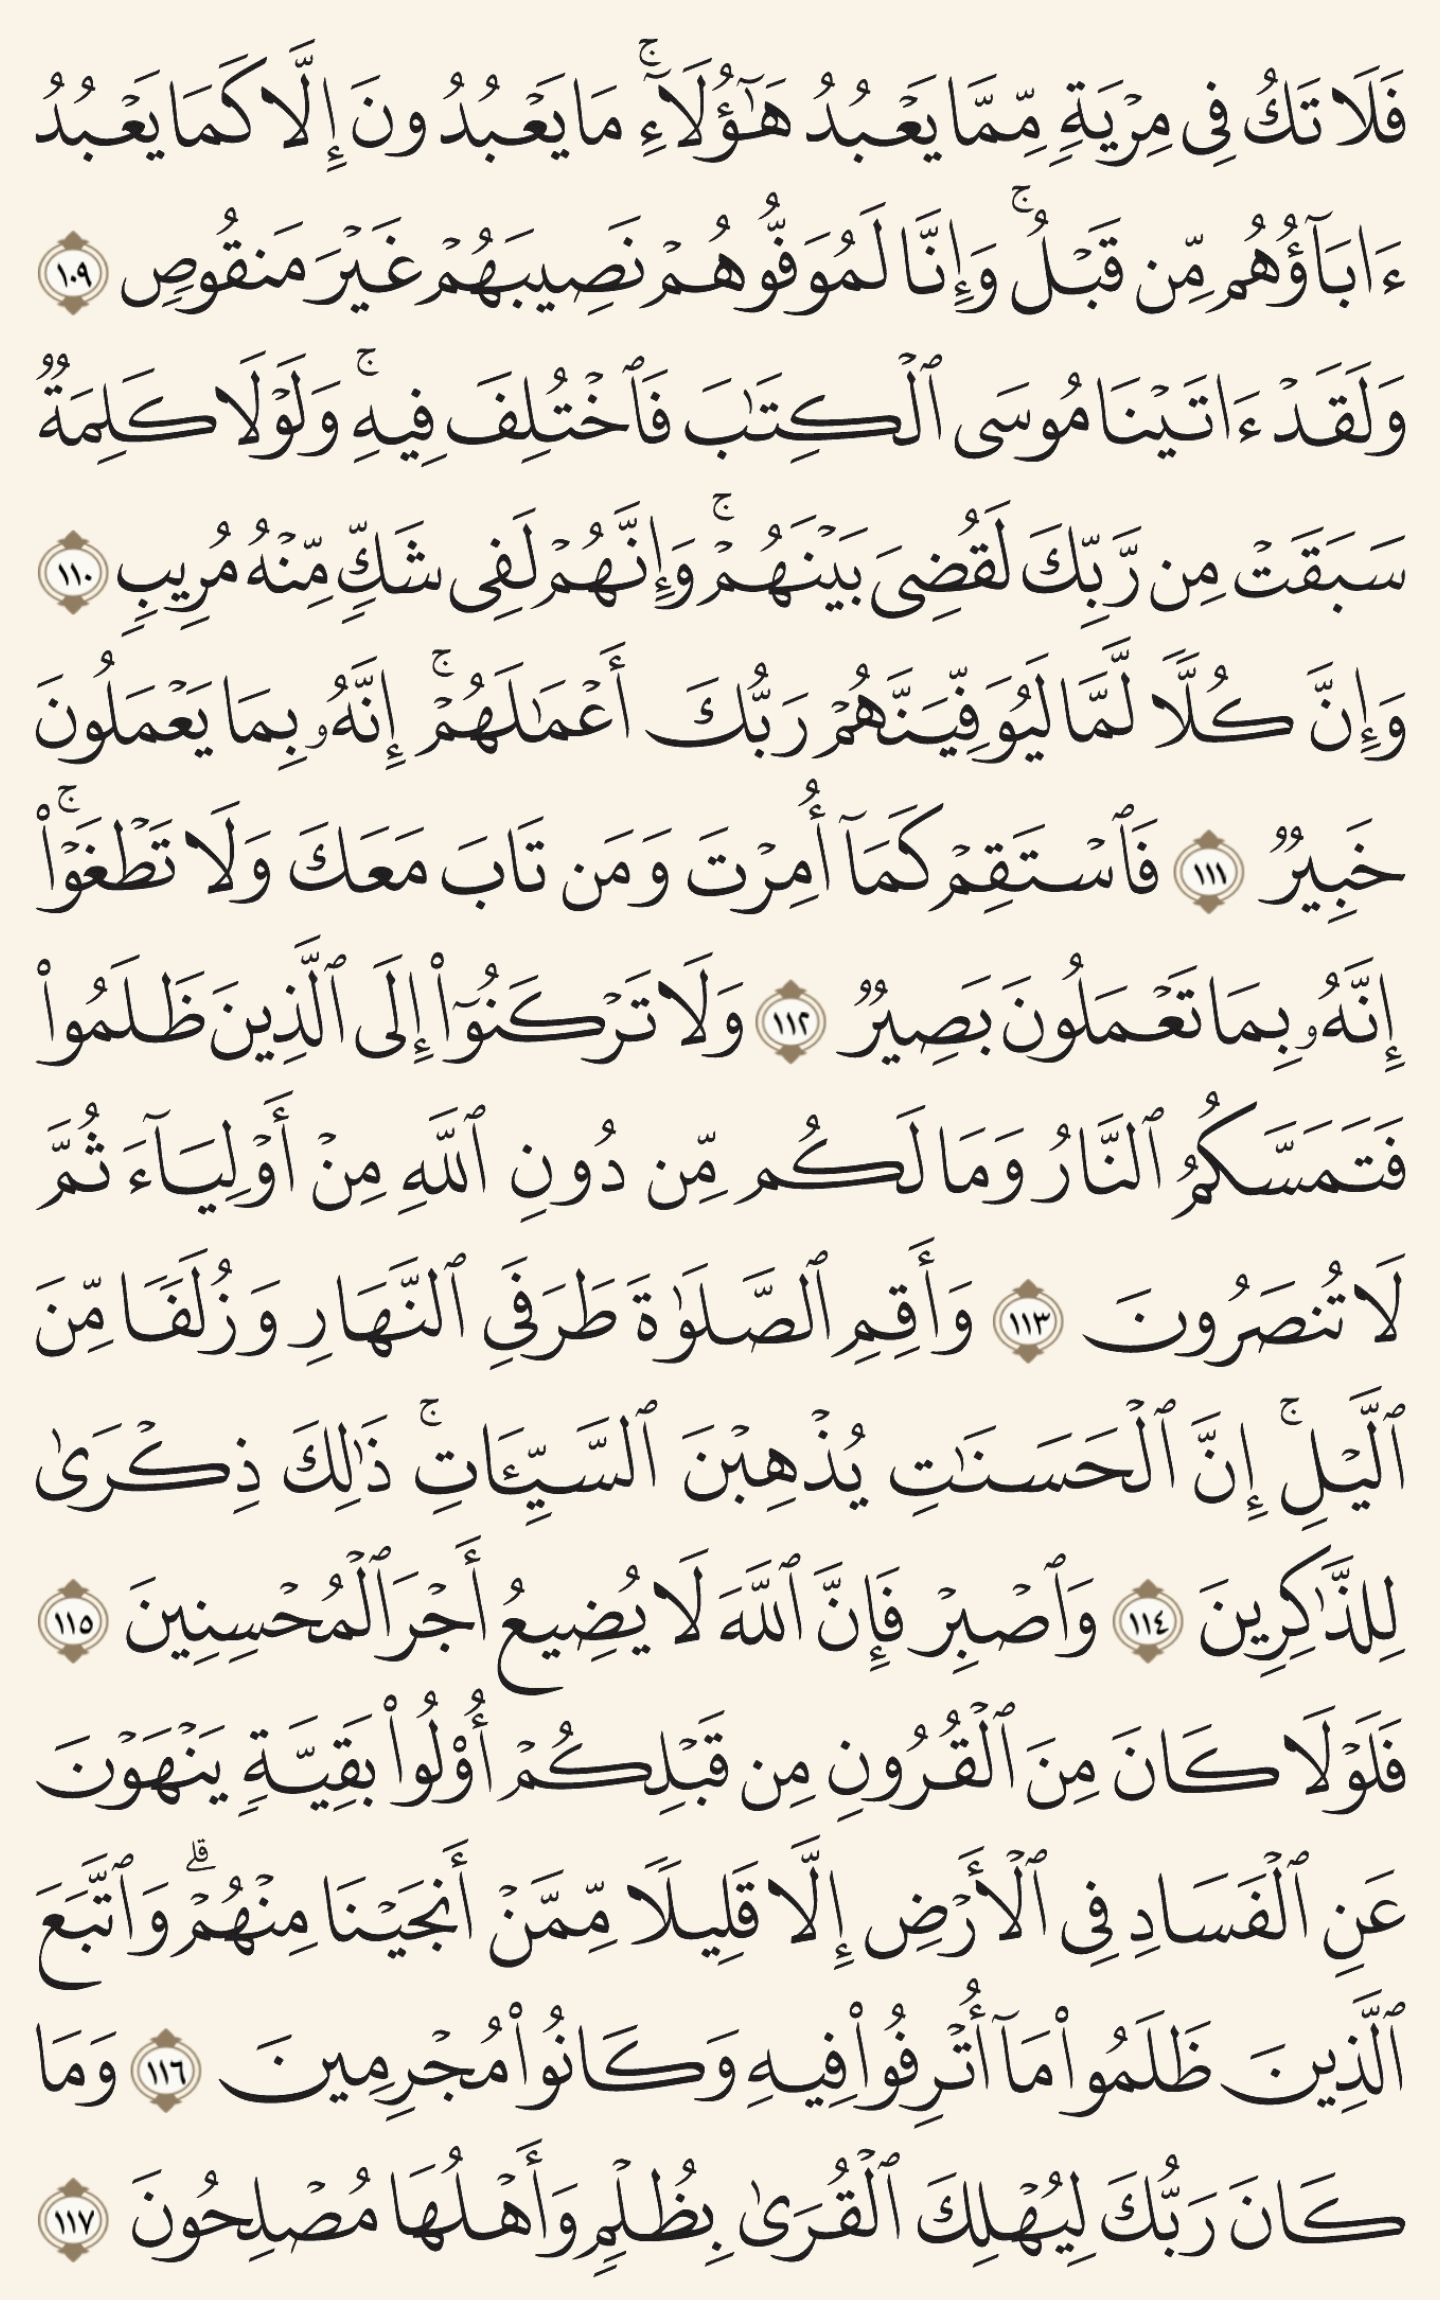 فَلَا تَكُ فِى مِرْيَةٍ مِّمَّا يَعْبُدُ هَـٰٓؤُلَآءِ ۚ مَا يَعْبُدُونَ إِلَّا كَمَا يَعْبُدُ
ءَابَآؤُهُم مِّن قَبْلُ ۚ وَإِنَّا لَمُوَفُّوهُمْ نَصِيبَهُمْ غَيْرَ مَنقُوصٍ ١٠٩
وَلَقَدْ ءَاتَيْنَا مُوسَى ٱلْكِتَـٰبَ فَٱخْتُلِفَ فِيهِ ۚ وَلَوْلَا كَلِمَةٌ
سَبَقَتْ مِن رَّبِّكَ لَقُضِىَ بَيْنَهُمْ ۚ وَإِنَّهُمْ لَفِى شَكٍّ مِّنْهُ مُرِيبٍ ١١٠
وَإِنَّ كُلًّا لَّمَّا لَيُوَفِّيَنَّهُمْ رَبُّكَ أَعْمَـٰلَهُمْ ۚ إِنَّهُۥ بِمَا يَعْمَلُونَ
خَبِيرٌ ١١١ فَٱسْتَقِمْ كَمَآ أُمِرْتَ وَمَن تَابَ مَعَكَ وَلَا تَطْغَوْا۟ ۚ
إِنَّهُۥ بِمَا تَعْمَلُونَ بَصِيرٌ ١١٢ وَلَا تَرْكَنُوٓا۟ إِلَى ٱلَّذِينَ ظَلَمُوا۟
فَتَمَسَّكُمُ ٱلنَّارُ وَمَا لَكُم مِّن دُونِ ٱللَّهِ مِنْ أَوْلِيَآءَ ثُمَّ
لَا تُنصَرُونَ ١١٣ وَأَقِمِ ٱلصَّلَوٰةَ طَرَفَىِ ٱلنَّهَارِ وَزُلَفًا مِّنَ
ٱلَّيْلِ ۚ إِنَّ ٱلْحَسَنَـٰتِ يُذْهِبْنَ ٱلسَّيِّـَٔاتِ ۚ ذَٰلِكَ ذِكْرَىٰ
لِلذَّٰكِرِينَ ١١٤ وَٱصْبِرْ فَإِنَّ ٱللَّهَ لَا يُضِيعُ أَجْرَ ٱلْمُحْسِنِينَ ١١٥
فَلَوْلَا كَانَ مِنَ ٱلْقُرُونِ مِن قَبْلِكُمْ أُو۟لُوا۟ بَقِيَّةٍ يَنْهَوْنَ
عَنِ ٱلْفَسَادِ فِى ٱلْأَرْضِ إِلَّا قَلِيلًا مِّمَّنْ أَنجَيْنَا مِنْهُمْ ۗ وَٱتَّبَعَ
ٱلَّذِينَ ظَلَمُوا۟ مَآ أُتْرِفُوا۟ فِيهِ وَكَانُوا۟ مُجْرِمِينَ ١١٦ وَمَا
كَانَ رَبُّكَ لِيُهْلِكَ ٱلْقُرَىٰ بِظُلْمٍ وَأَهْلُهَا مُصْلِحُونَ ١١٧